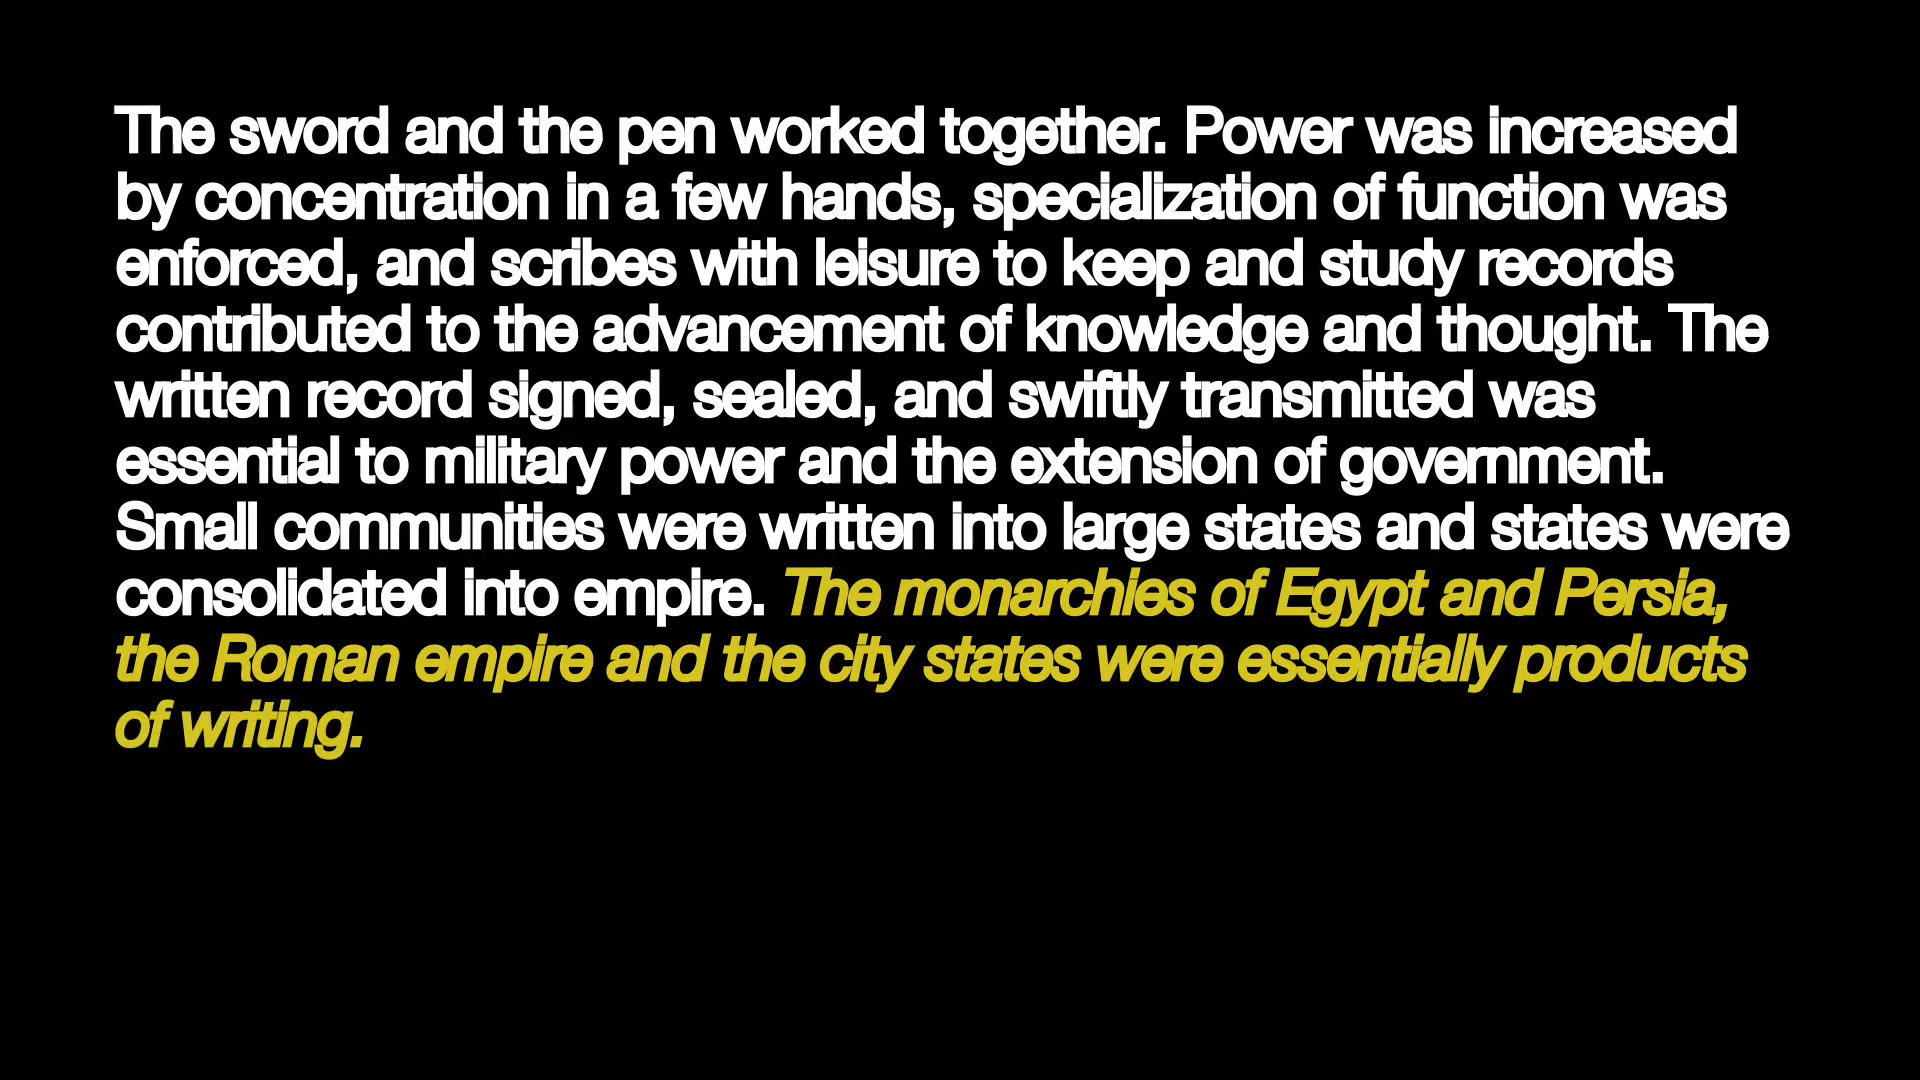 The sword and the pen worked together. Power was increased
by concentration in a few hands, specialization of function was
enforced, and scribes with leisure to keep and study records
contributed to the advancement of knowledge and thought. The
written record signed, sealed, and swiftly transmitted was
essential to military power and the extension of government.
Small communities were written into large states and states were
consolidated into empire. The monarchies of Egypt and Persia,
the Roman empire and the city states were essentially products
of writing.